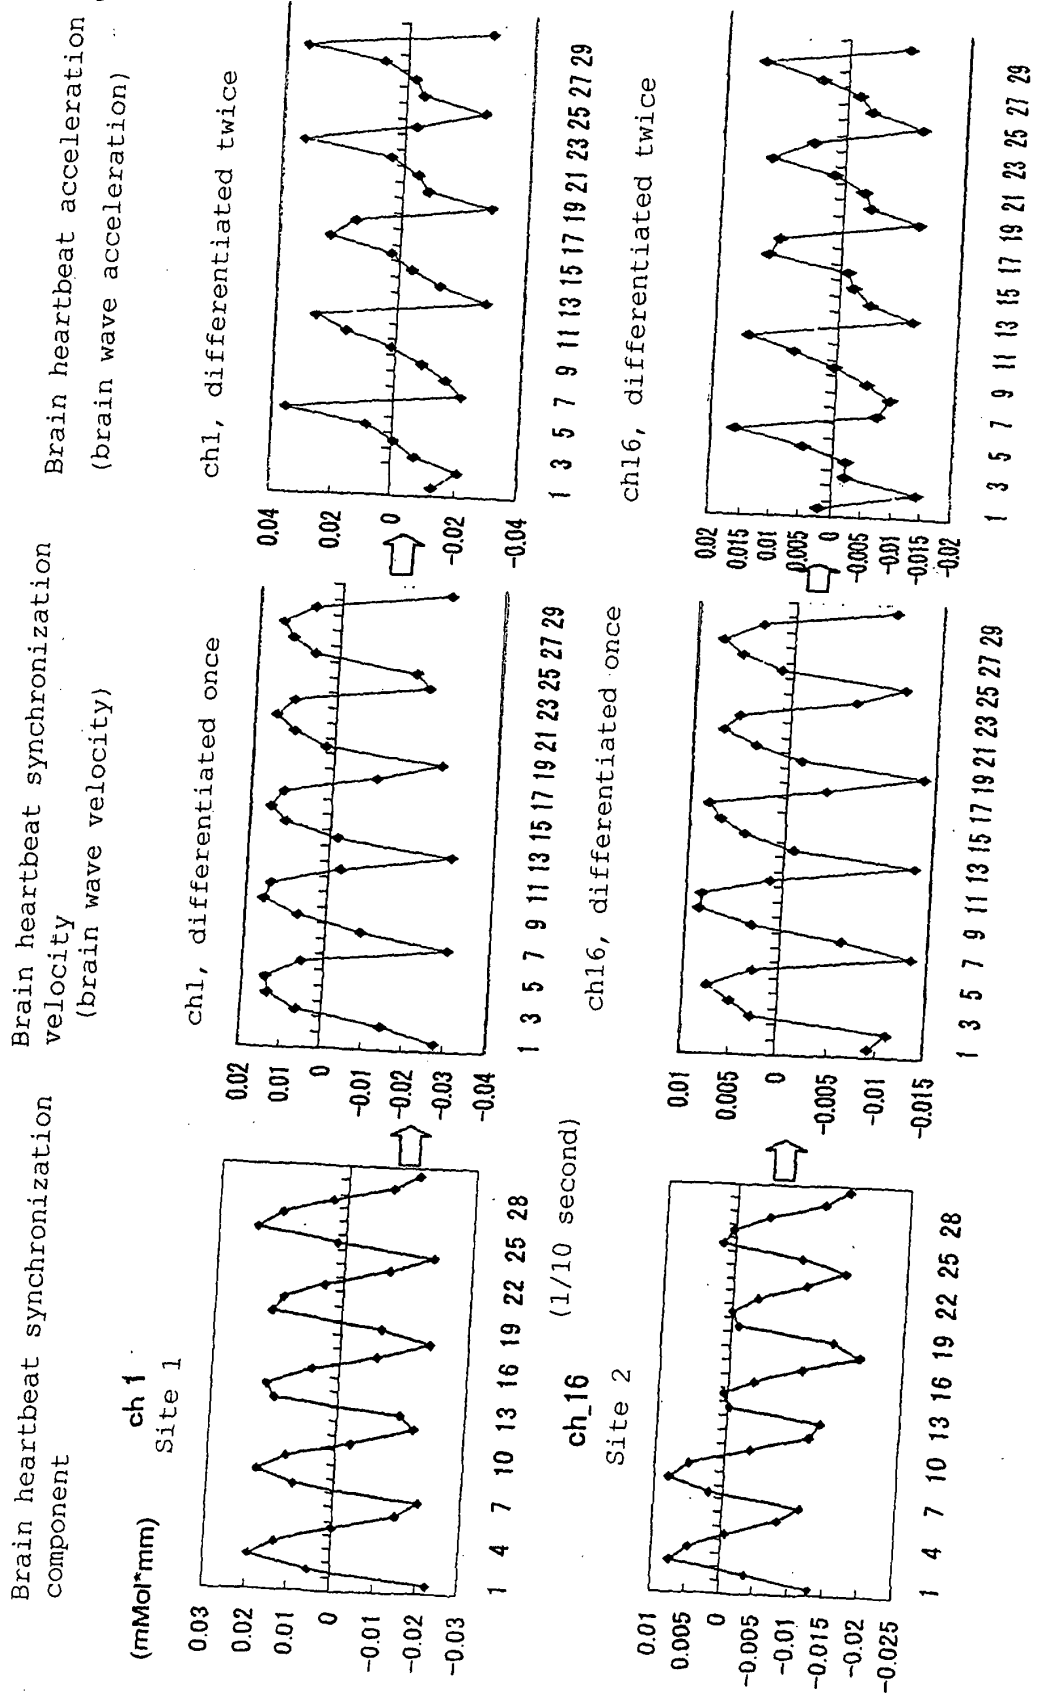 Brain heartbeat synchronization
component
(mMol*mm)
ch 1
Site 1
0.03
0.02
0.01
0
-0.01
-0.02
-0.03
1 4 7 10 13 16 19 22 25 28
(1/10 second)
ch_16
Site 2
0.01
0.005
0
-0.005
-0.01
-0.015
-0.02
-0.025
1 4 7 10 13 16 19 22 25 28
Brain heartbeat synchronization
velocity
(brain wave velocity)
ch1, differentiated once
0.02
0.01
0
-0.01
-0.02
-0.03
-0.04
1 3 5 7 9 11 13 15 17 19 21 23 25 27 29
ch16, differentiated once
0.01
0.005
0
-0.005
-0.01
-0.015
1 3 5 7 9 11 13 15 17 19 21 23 25 27 29
Brain heartbeat acceleration
(brain wave acceleration)
ch1, differentiated twice
0.04
0.02
0
-0.02
-0.04
1 3 5 7 9 11 13 15 17 19 21 23 25 27 29
ch16, differentiated twice
0.02
0.015
0.01
0.005
0
-0.005
-0.01
-0.015
-0.02
1 3 5 7 9 11 13 15 17 19 21 23 25 27 29